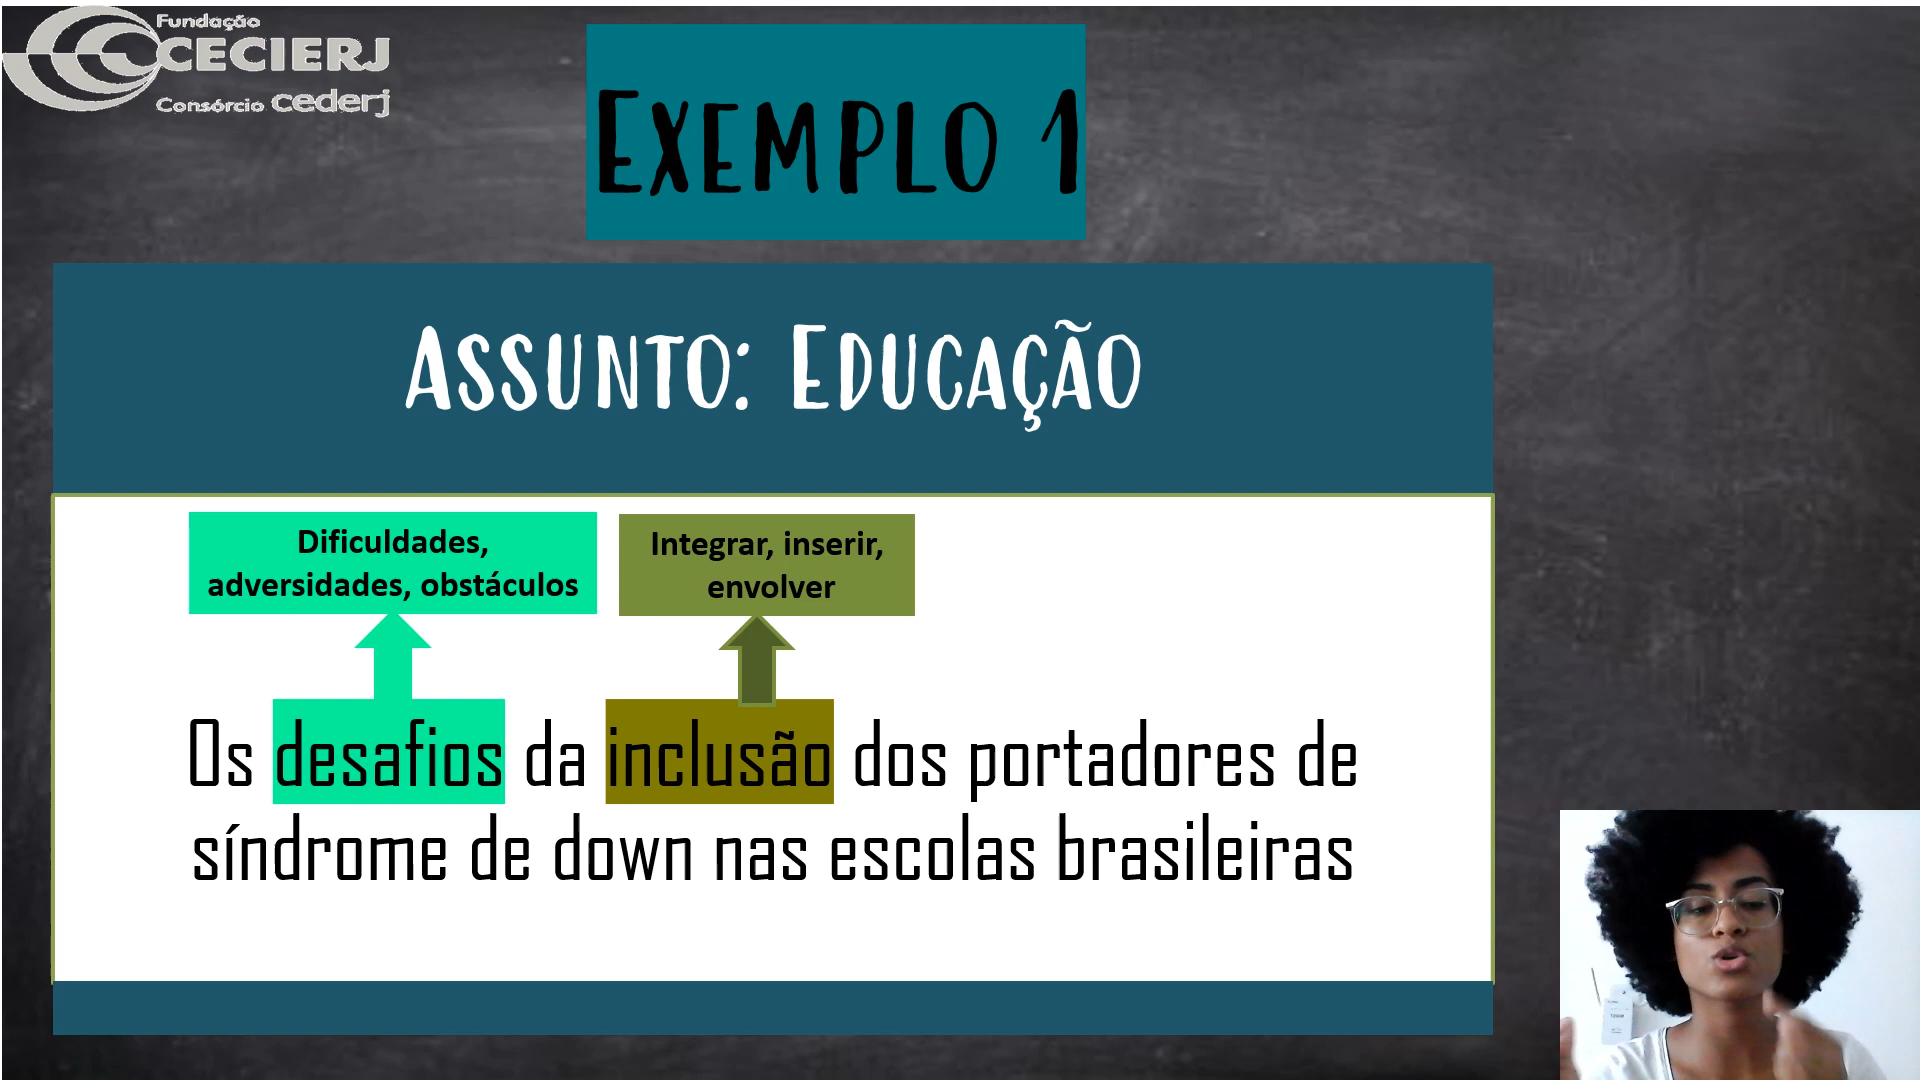 Fundação
CECIERJ
Consórcio cederj
EXEMPLO 1
ASSUNTO: EDUCAÇÃO
Dificuldades,
adversidades, obstáculos
Integrar, inserir,
envolver
Os desafios da inclusão dos portadores de
síndrome de down nas escolas brasileiras